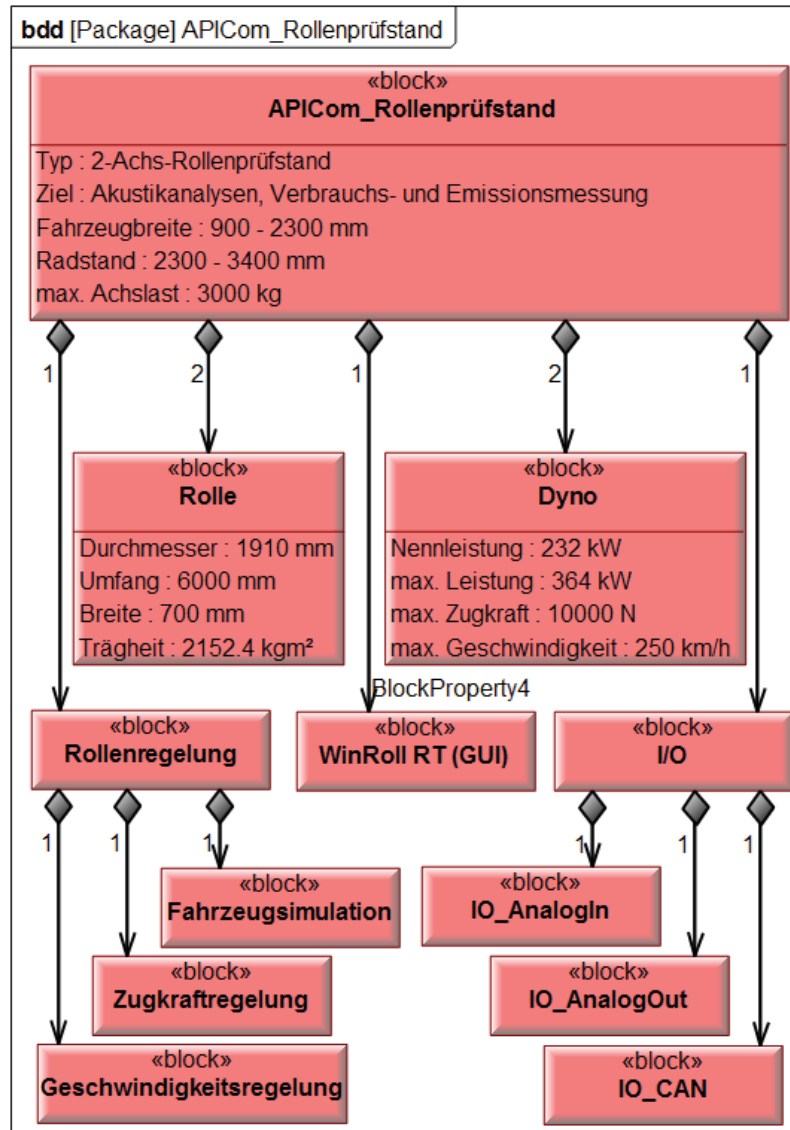 bdd [Package] APICom_Rollenprüfstand
«block»
APICom_Rollenprüfstand
Typ : 2-Achs-Rollenprüfstand
Ziel : Akustikanalysen, Verbrauchs- und Emissionsmessung
Fahrzeugbreite : 900 - 2300 mm
Radstand : 2300 - 3400 mm
max. Achslast : 3000 kg
1
2
1
2
1
«block»
Rolle
Durchmesser : 1910 mm
Umfang : 6000 mm
Breite : 700 mm
Trägheit : 2152.4 kgm²
«block»
Dyno
Nennleistung : 232 kW
max. Leistung : 364 kW
max. Zugkraft : 10000 N
max. Geschwindigkeit : 250 km/h
BlockProperty4
«block»
Rollenregelung
«block»
WinRoll RT (GUI)
«block»
I/O
1
1
1
1
1
1
«block»
Fahrzeugsimulation
«block»
IO_AnalogIn
«block»
Zugkraftregelung
«block»
IO_AnalogOut
«block»
Geschwindigkeitsregelung
«block»
IO_CAN